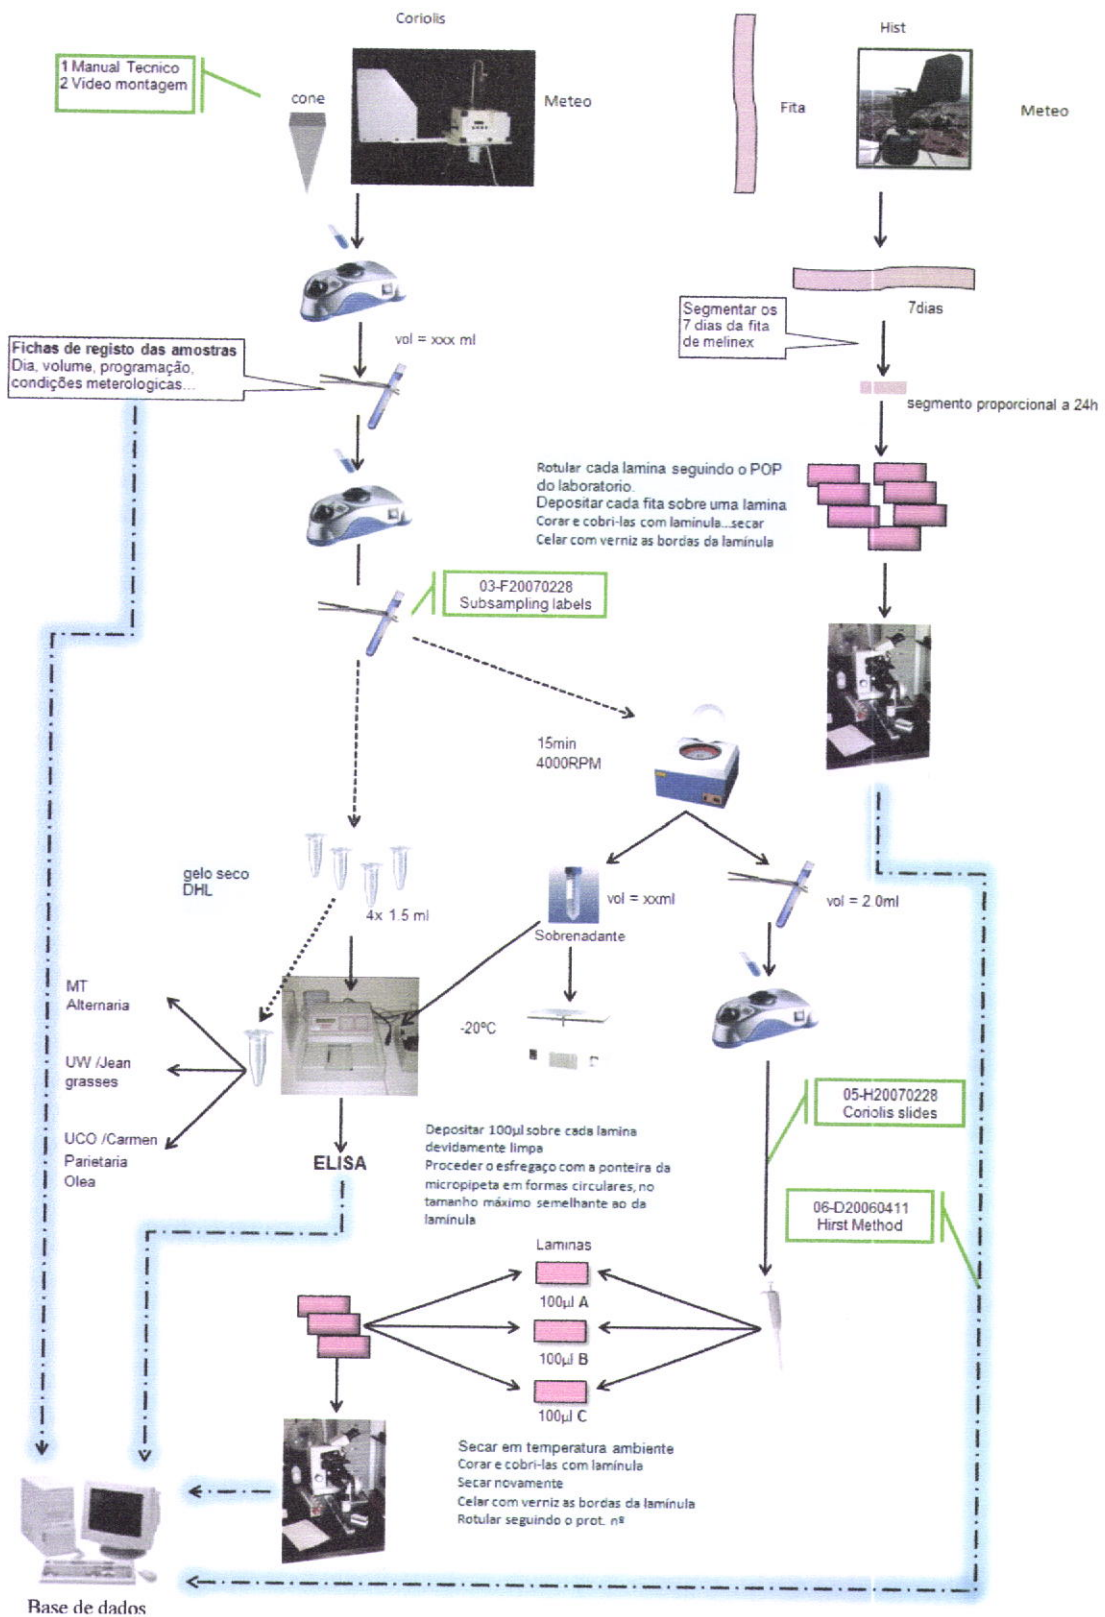 Coriolis
Hist
1 Manual Tecnico
2 Video montagem
cone
Meteo
Fita
Meteo
7dias
Segmentar os
7 dias da fita
de melinex
vol = xxx ml
Fichas de registo das amostras
Dia, volume, programação,
condições meterologicas...
segmento proporcional a 24h
Rotular cada lamina seguindo o POP
do laboratorio.
Depositar cada fita sobre uma lamina
Corar e cobri-las com lamínula...secar
Celar com verniz as bordas da lamínula
03-F20070228
Subsampling labels
15min
4000RPM
gelo seco
DHL
4x 1.5 ml
vol = xxml
Sobrenadante
vol = 2.0ml
MT
Alternaria
-20ºC
UW /Jean
grasses
05-H20070228
Coriolis slides
UCO /Carmen
Parietaria
Olea
ELISA
Depositar 100µl sobre cada lamina
devidamente limpa
Proceder o esfregaço com a ponteira da
micropipeta em formas circulares, no
tamanho máximo semelhante ao da
lamínula
06-D20060411
Hirst Method
Laminas
100µl A
100µl B
100µl C
Secar em temperatura ambiente
Corar e cobri-las com lamínula
Secar novamente
Celar com verniz as bordas da lamínula
Rotular seguindo o prot. nº
Base de dados